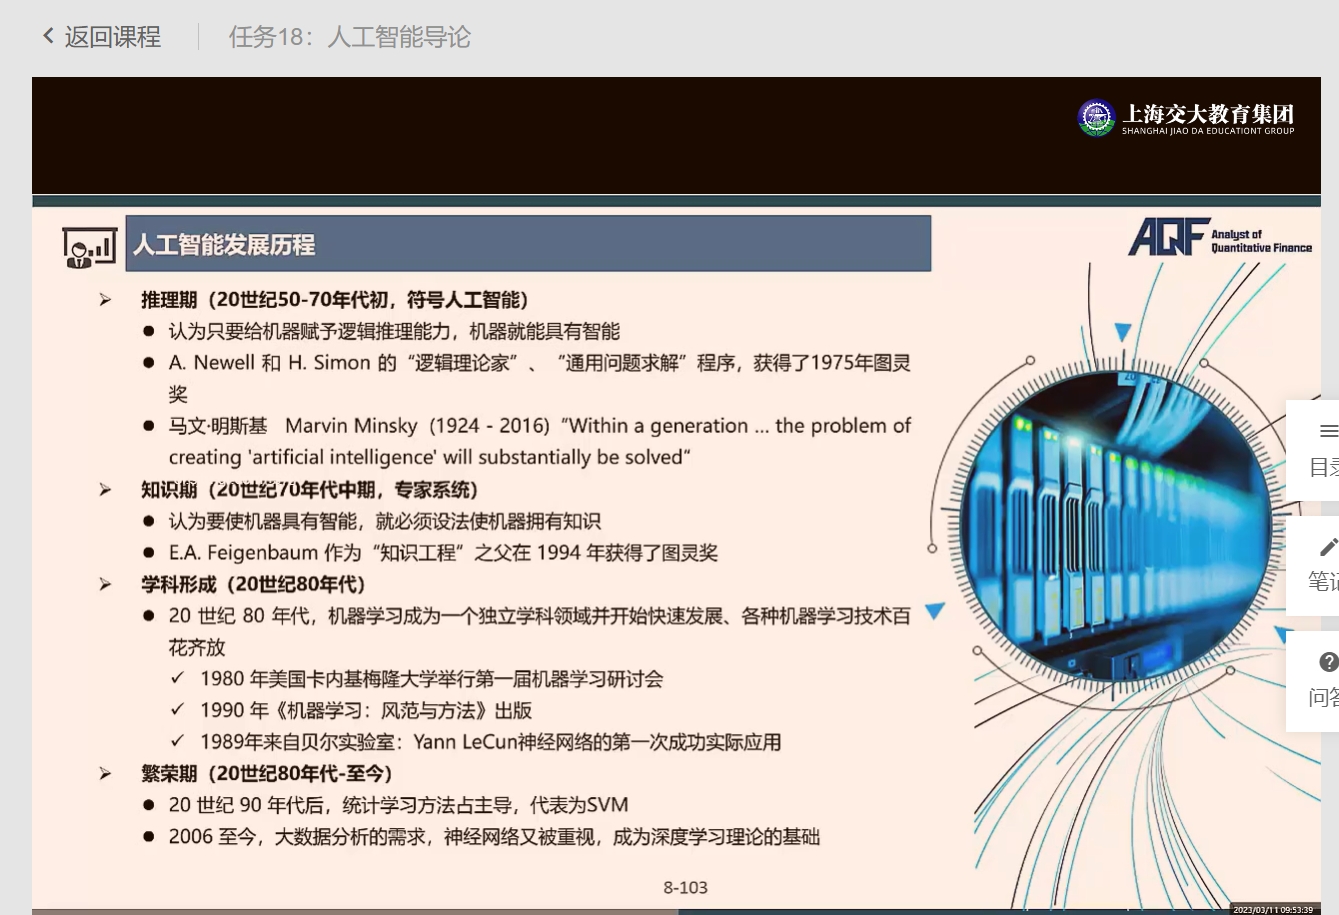 返回课程
任务18：人工智能导论
上海交大教育集团
SHANGHAI JIAO DA EDUCATIONT GROUP
人工智能发展历程
AQF Analyst of
Quantitative Finance
推理期（20世纪50-70年代初，符号人工智能）
认为只要给机器赋予逻辑推理能力，机器就能具有智能
A. Newell 和 H. Simon 的“逻辑理论家”、“通用问题求解”程序，获得了1975年图灵
奖
马文·明斯基 Marvin Minsky（1924 - 2016）“Within a generation ... the problem of
creating 'artificial intelligence' will substantially be solved“
知识期（20世纪70年代中期，专家系统）
认为要使机器具有智能，就必须设法使机器拥有知识
E.A. Feigenbaum 作为“知识工程”之父在 1994 年获得了图灵奖
学科形成（20世纪80年代）
20 世纪 80 年代，机器学习成为一个独立学科领域并开始快速发展、各种机器学习技术百
花齐放
✓ 1980 年美国卡内基梅隆大学举行第一届机器学习研讨会
✓ 1990 年《机器学习：风范与方法》出版
✓ 1989年来自贝尔实验室：Yann LeCun神经网络的第一次成功实际应用
繁荣期（20世纪80年代-至今）
20 世纪 90 年代后，统计学习方法占主导，代表为SVM
2006 至今，大数据分析的需求，神经网络又被重视，成为深度学习理论的基础
8-103
目录
笔记
问答
2023/03/11 09:53:39